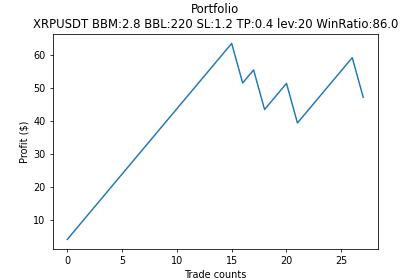 Portfolio
XRPUSDT BBM:2.8 BBL:220 SL:1.2 TP:0.4 lev:20 WinRatio:86.0
60
50
40
30
20
10
Profit ($)
0 5 10 15 20 25
Trade counts